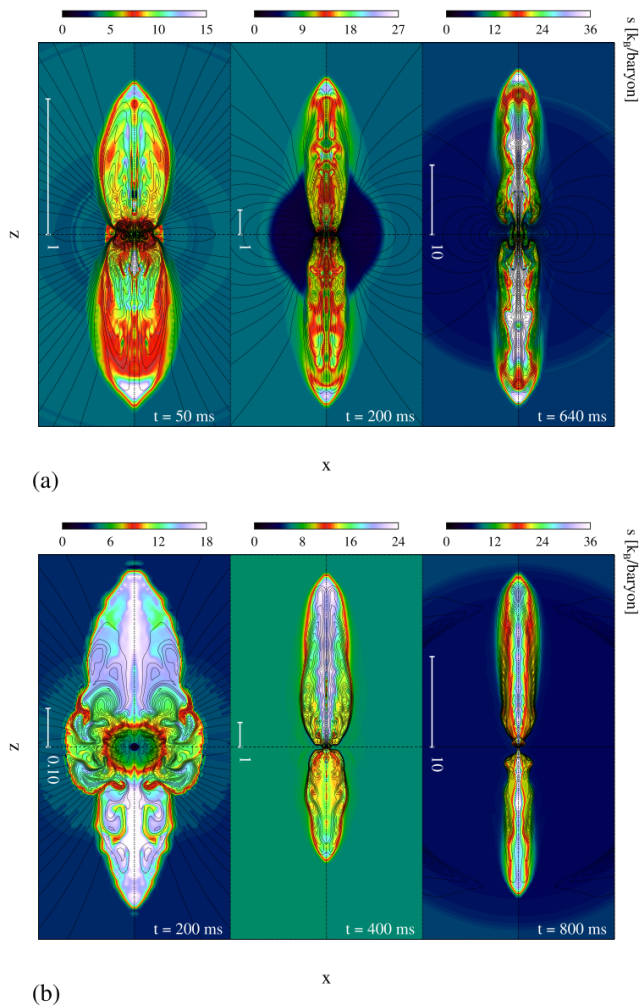 0 5 10 15 0 9 18 27 0 12 24 36
s [kB/baryon]
z
1 1 10
t = 50 ms t = 200 ms t = 640 ms
x
(a)
0 6 12 18 0 8 16 24 0 12 24 36
s [kB/baryon]
z
0.10 1 10
t = 200 ms t = 400 ms t = 800 ms
x
(b)